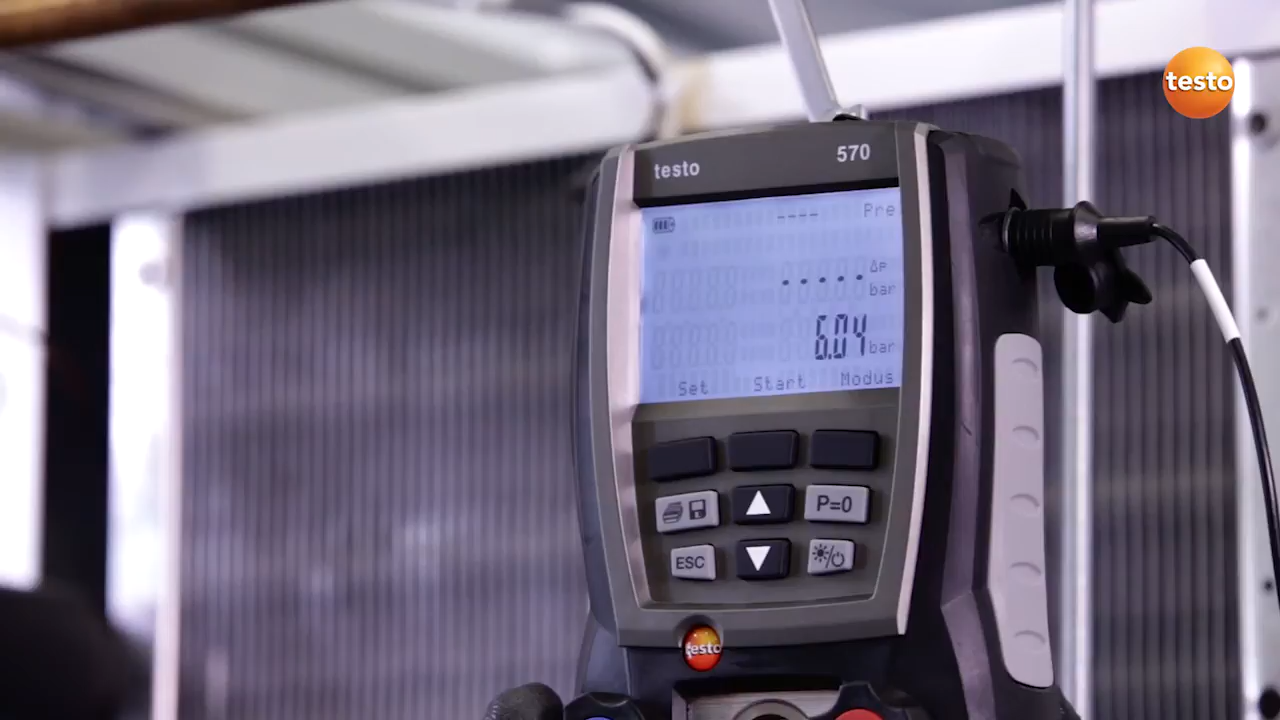 testo
testo 570
---- Pre
Δp
bar
6.04 bar
Set Start Modus
P=0
ESC
testo